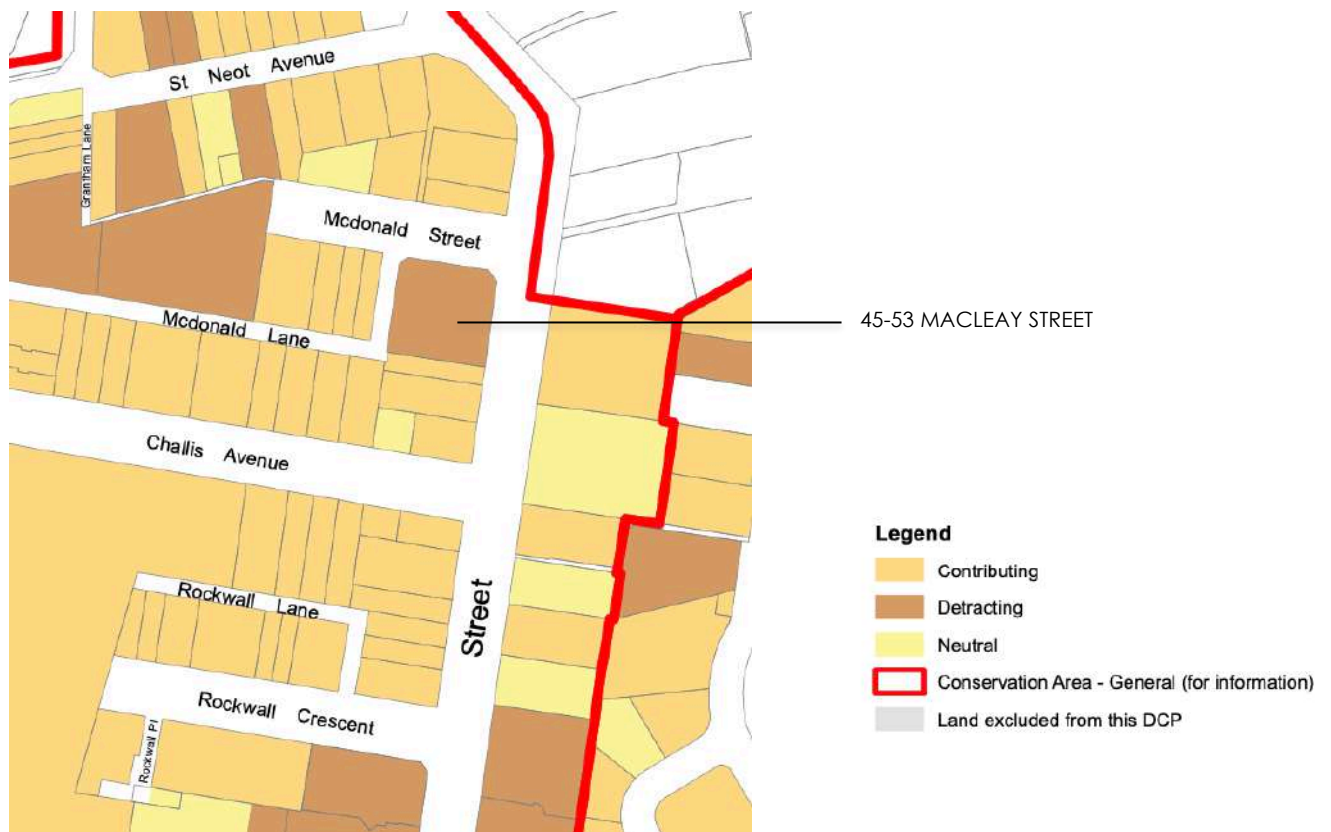 St Neot Avenue
Grantham Lane
Mcdonald Street
Mcdonald Lane
45-53 MACLEAY STREET
Challis Avenue
Street
Rockwall Lane
Rockwall Crescent
Rockwall Pl
Legend
Contributing
Detracting
Neutral
Conservation Area - General (for information)
Land excluded from this DCP